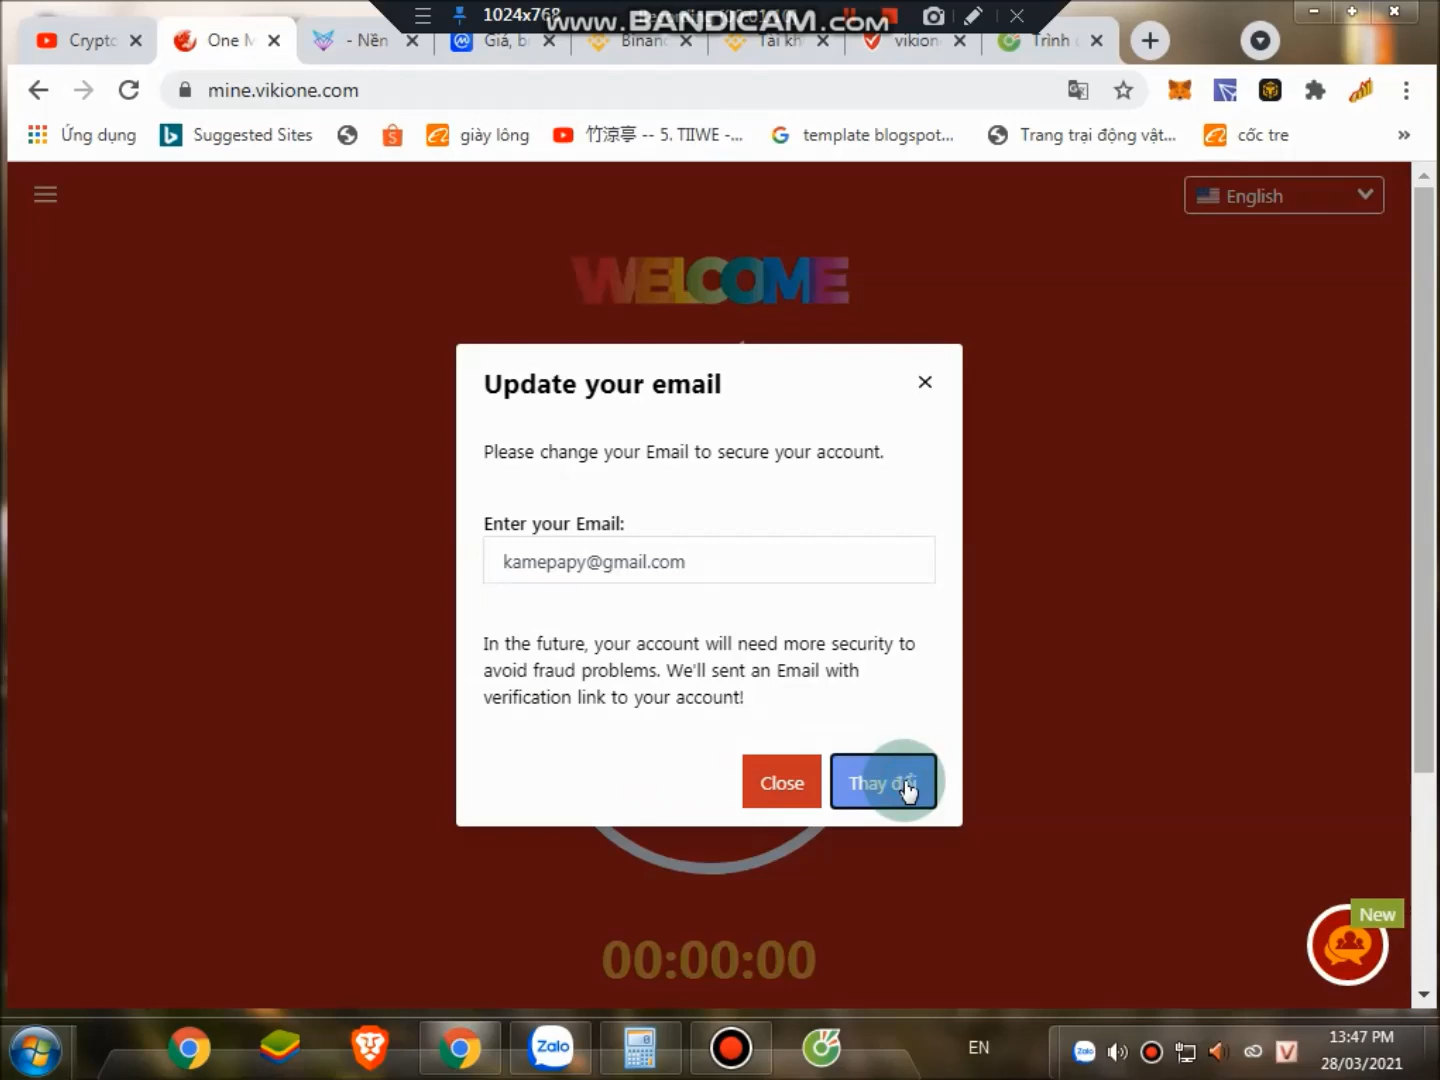 1024x768
www.BANDICAM.com
Crypto
One M
- Nền
Giá, b
Binan
Tài kh
vikion
Trình
mine.vikione.com
Ứng dụng
Suggested Sites
giày lông
竹涼亭 -- 5. TIIWE -...
template blogspot...
Trang trại động vật...
cốc tre
»
English
WELCOME
Update your email
Please change your Email to secure your account.
Enter your Email:
kamepapy@gmail.com
In the future, your account will need more security to
avoid fraud problems. We'll sent an Email with
verification link to your account!
Close
Thay đổi
New
00:00:00
Zalo
EN
Zalo
V
13:47 PM
28/03/2021